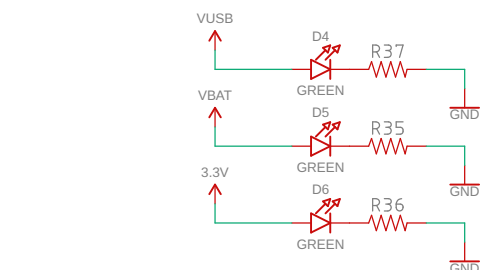 VUSB
D4
R37
GREEN
GND
VBAT
D5
R35
GREEN
GND
3.3V
D6
R36
GREEN
GND